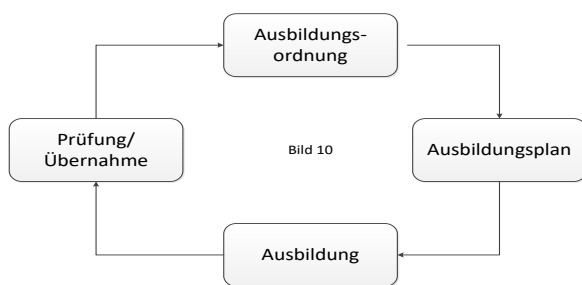 Ausbildungs-
ordnung
Prüfung/
Übernahme
Bild 10
Ausbildungsplan
Ausbildung